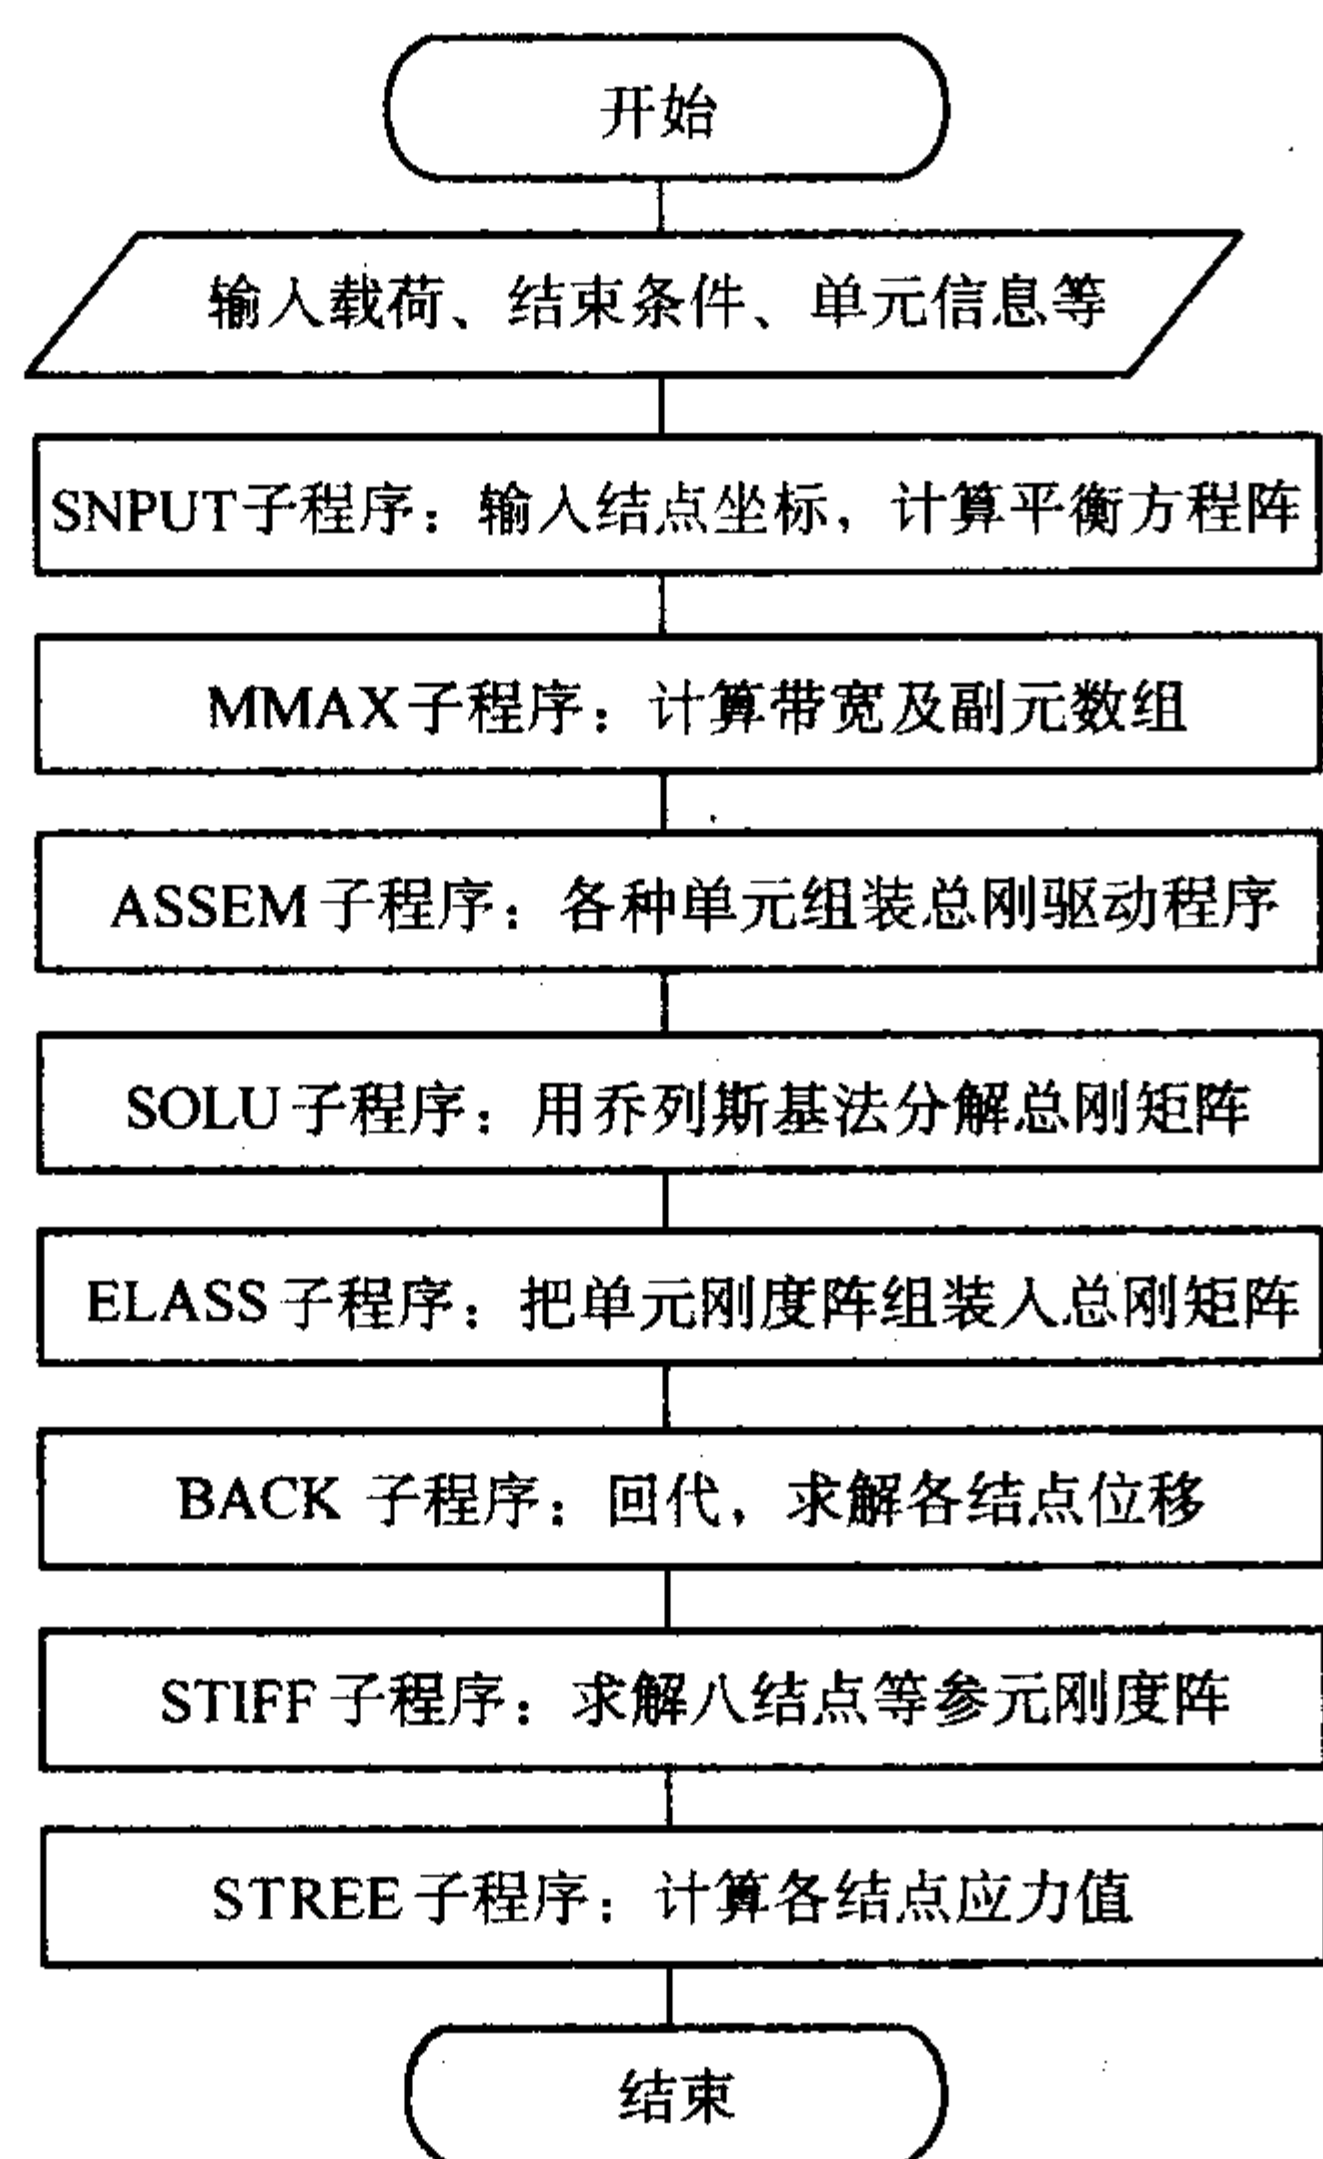 开始
输入载荷、结束条件、单元信息等
SNPUT子程序：输入结点坐标，计算平衡方程阵
MMAX子程序：计算带宽及副元数组
ASSEM子程序：各种单元组装总刚驱动程序
SOLU子程序：用乔列斯基法分解总刚矩阵
ELASS子程序：把单元刚度阵组装入总刚矩阵
BACK 子程序：回代，求解各结点位移
STIFF子程序：求解八结点等参元刚度阵
STREE子程序：计算各结点应力值
结束